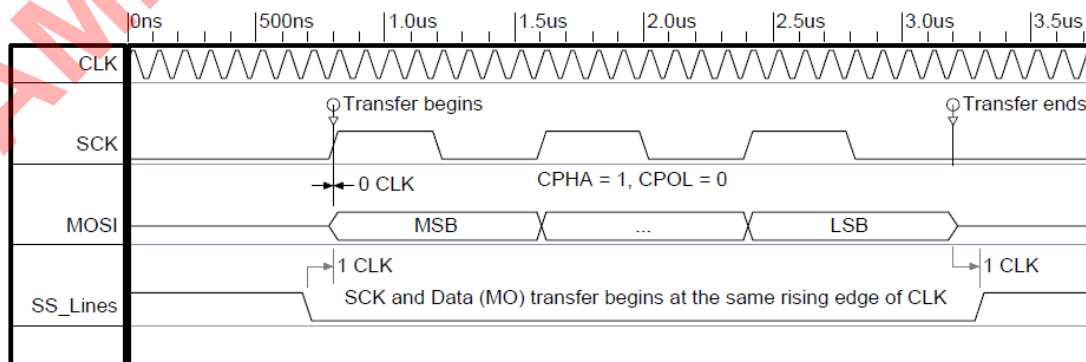 0ns 500ns 1.0us 1.5us 2.0us 2.5us 3.0us 3.5us
CLK
Transfer begins Transfer ends
SCK
0 CLK CPHA = 1, CPOL = 0
MOSI MSB ... LSB
1 CLK 1 CLK
SCK and Data (MO) transfer begins at the same rising edge of CLK
SS_Lines